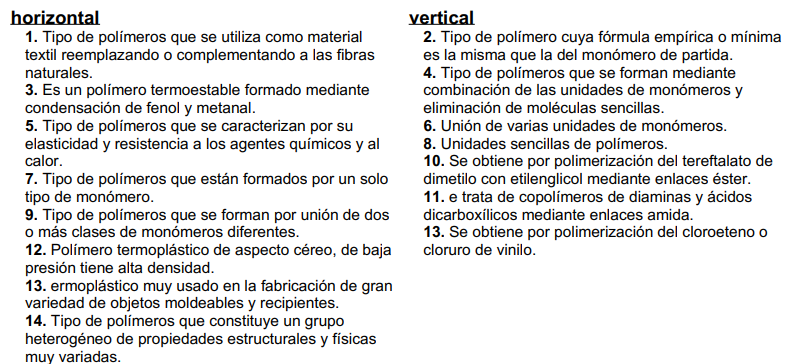 horizontal
1. Tipo de polímeros que se utiliza como material
textil reemplazando o complementando a las fibras
naturales.
3. Es un polímero termoestable formado mediante
condensación de fenol y metanal.
5. Tipo de polímeros que se caracterizan por su
elasticidad y resistencia a los agentes químicos y al
calor.
7. Tipo de polímeros que están formados por un solo
tipo de monómero.
9. Tipo de polímeros que se forman por unión de dos
o más clases de monómeros diferentes.
12. Polímero termoplástico de aspecto céreo, de baja
presión tiene alta densidad.
13. ermoplástico muy usado en la fabricación de gran
variedad de objetos moldeables y recipientes.
14. Tipo de polímeros que constituye un grupo
heterogéneo de propiedades estructurales y físicas
muy variadas.
vertical
2. Tipo de polímero cuya fórmula empírica o mínima
es la misma que la del monómero de partida.
4. Tipo de polímeros que se forman mediante
combinación de las unidades de monómeros y
eliminación de moléculas sencillas.
6. Unión de varias unidades de monómeros.
8. Unidades sencillas de polímeros.
10. Se obtiene por polimerización del tereftalato de
dimetilo con etilenglicol mediante enlaces éster.
11. e trata de copolímeros de diaminas y ácidos
dicarboxílicos mediante enlaces amida.
13. Se obtiene por polimerización del cloroeteno o
cloruro de vinilo.